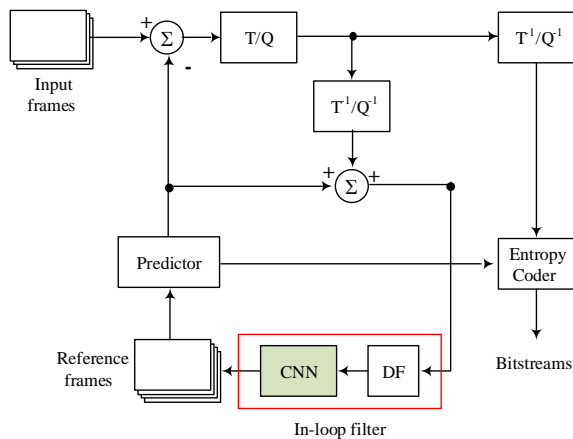 +
Σ
-
T/Q
T⁻¹/Q⁻¹
Input
frames
T⁻¹/Q⁻¹
+
Σ
+
Predictor
Entropy
Coder
Reference
frames
CNN
DF
Bitstreams
In-loop filter